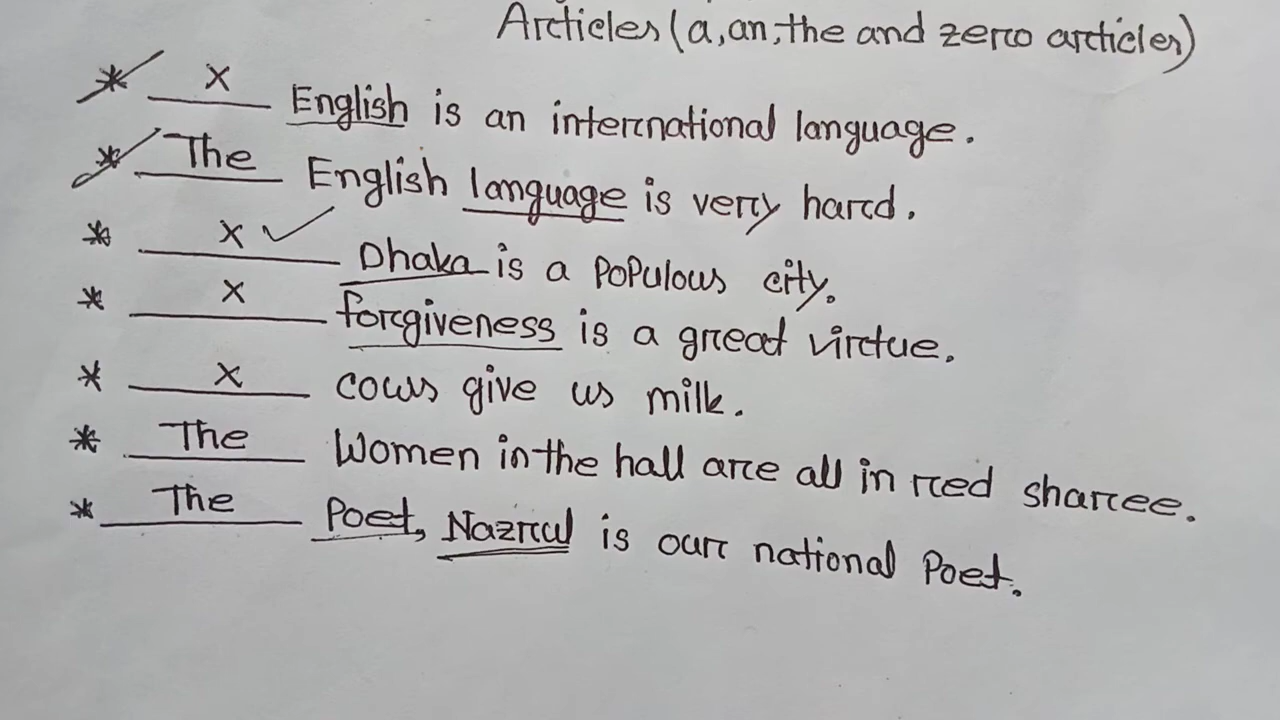 Articles (a, an, the and zero articles)
* x English is an international language.
* The English language is very hard.
* x ✓ Dhaka is a populous city.
* x forgiveness is a great virtue.
* x cows give us milk.
* The Women in the hall are all in red sharee.
* The Poet, Nazrul is our national Poet.